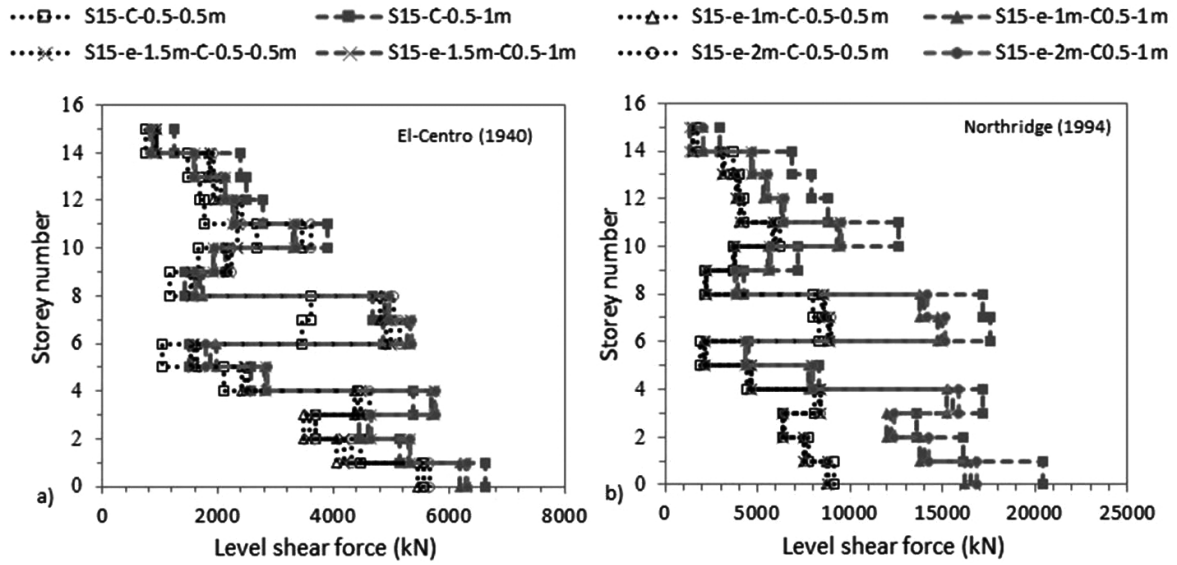 S15-C-0.5-0.5m S15-C-0.5-1m S15-e-1m-C-0.5-0.5m S15-e-1m-C0.5-1m
S15-e-1.5m-C-0.5-0.5m S15-e-1.5m-C0.5-1m S15-e-2m-C-0.5-0.5m S15-e-2m-C0.5-1m
16
14
12
10
8
6
4
2
0
Storey number
El-Centro (1940)
a)
0 2000 4000 6000 8000
Level shear force (kN)
16
14
12
10
8
6
4
2
0
Storey number
Northridge (1994)
b)
0 5000 10000 15000 20000 25000
Level shear force (kN)